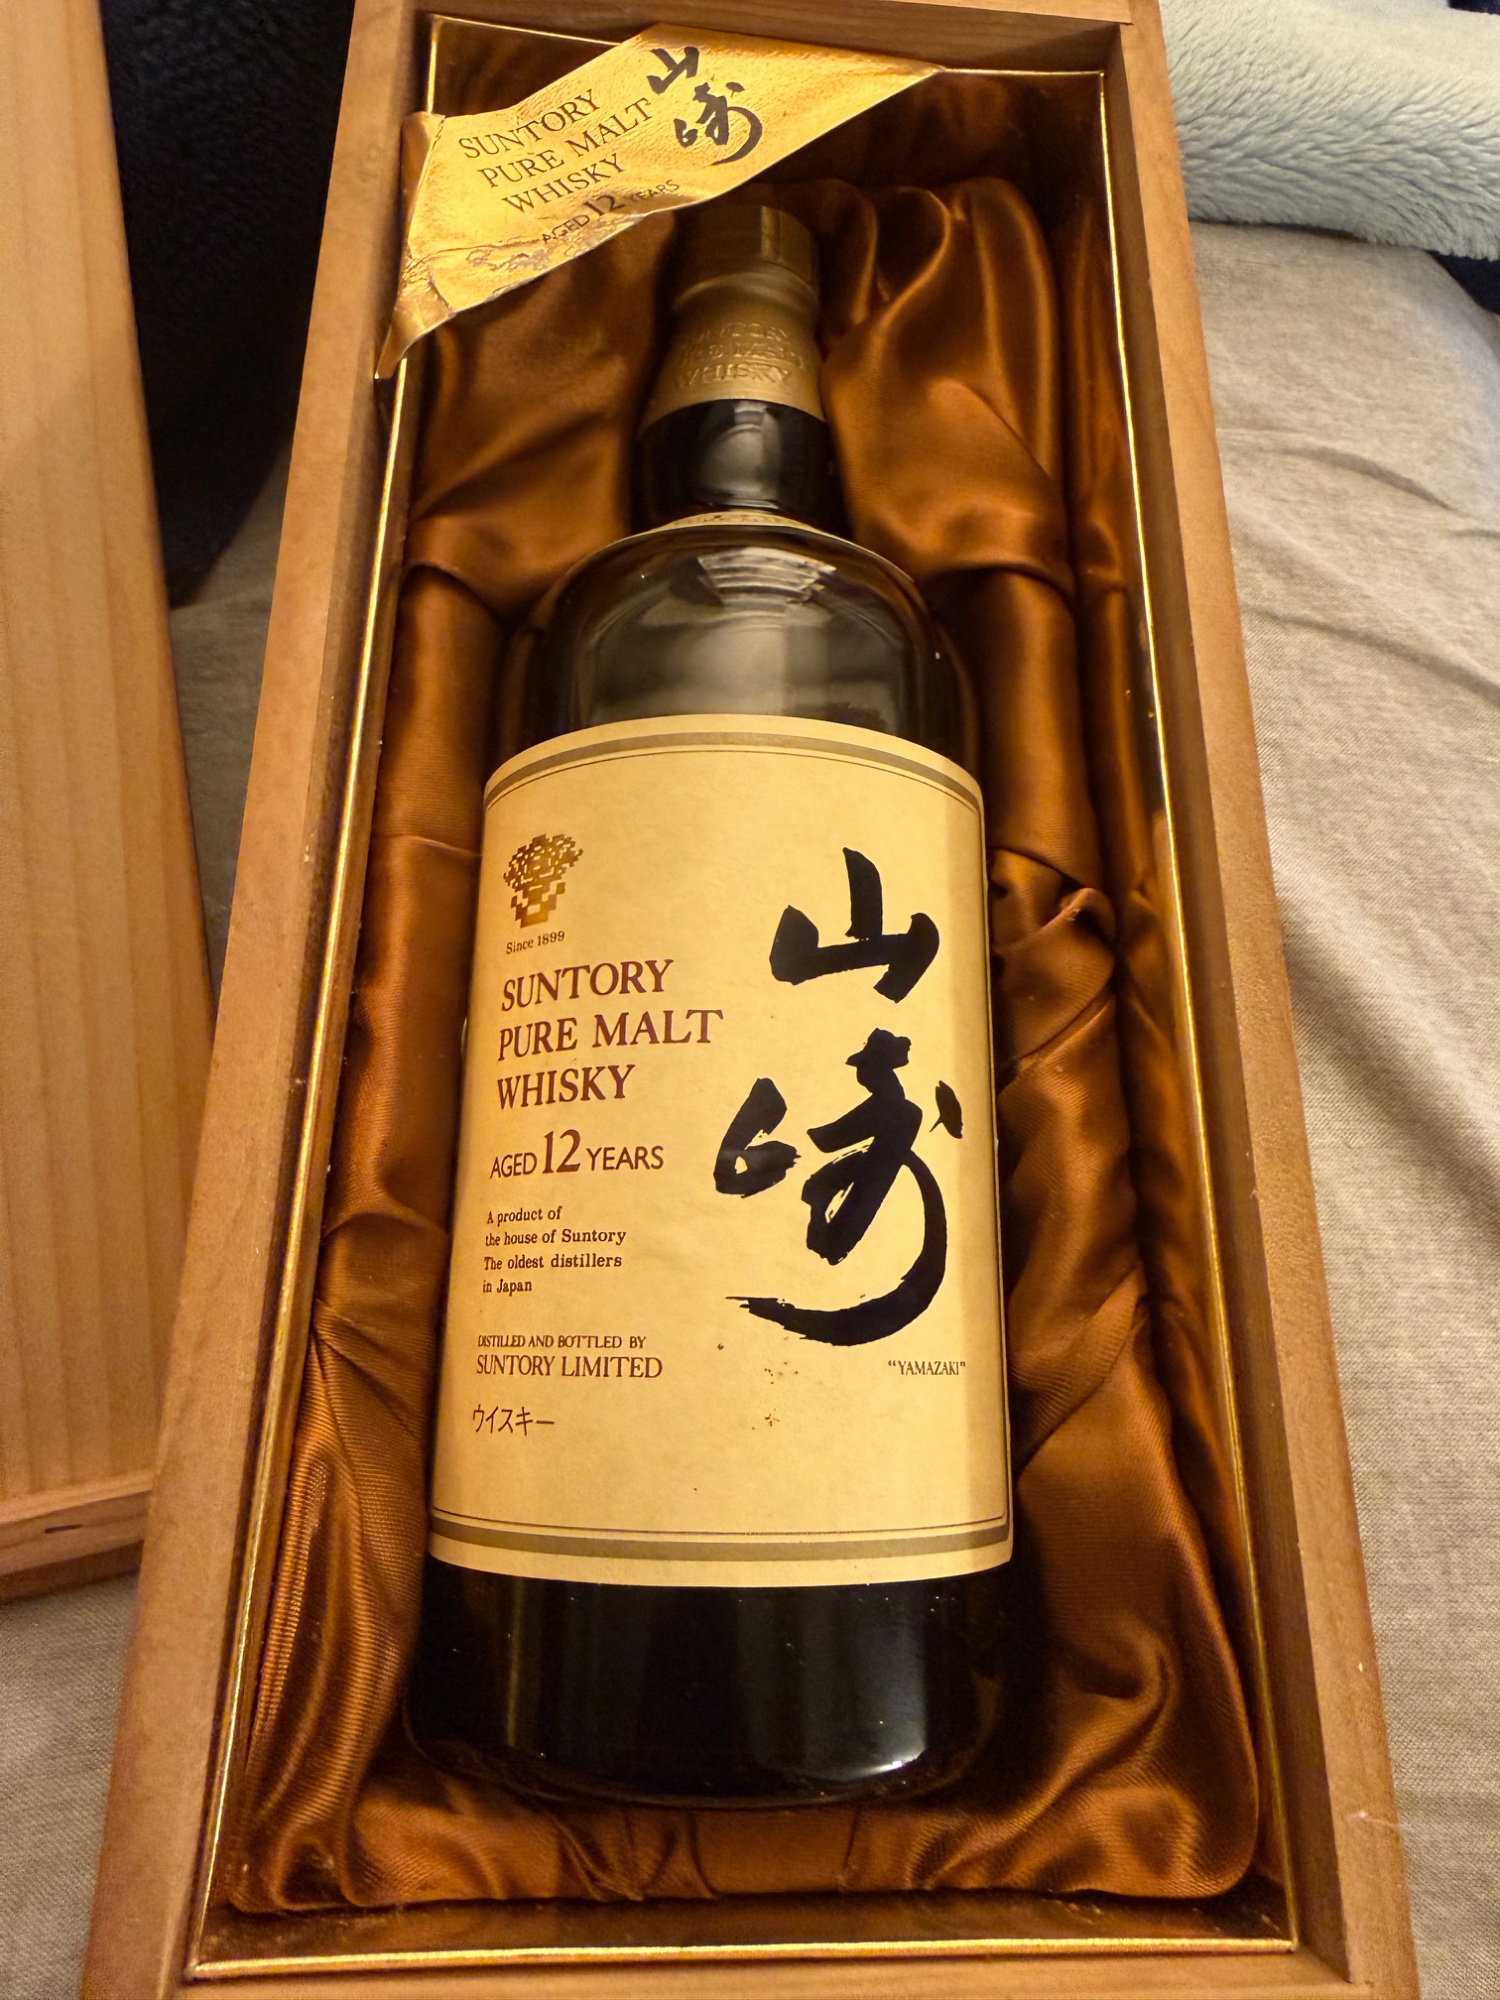 SUNTORY
PURE MALT
WHISKY
AGED 12 YEARS
山崎
WHISKY
Since 1899
SUNTORY
PURE MALT
WHISKY
AGED 12 YEARS
A product of
the house of Suntory
The oldest distillers
in Japan
DISTILLED AND BOTTLED BY
SUNTORY LIMITED
ウイスキー
山崎
“YAMAZAKI”